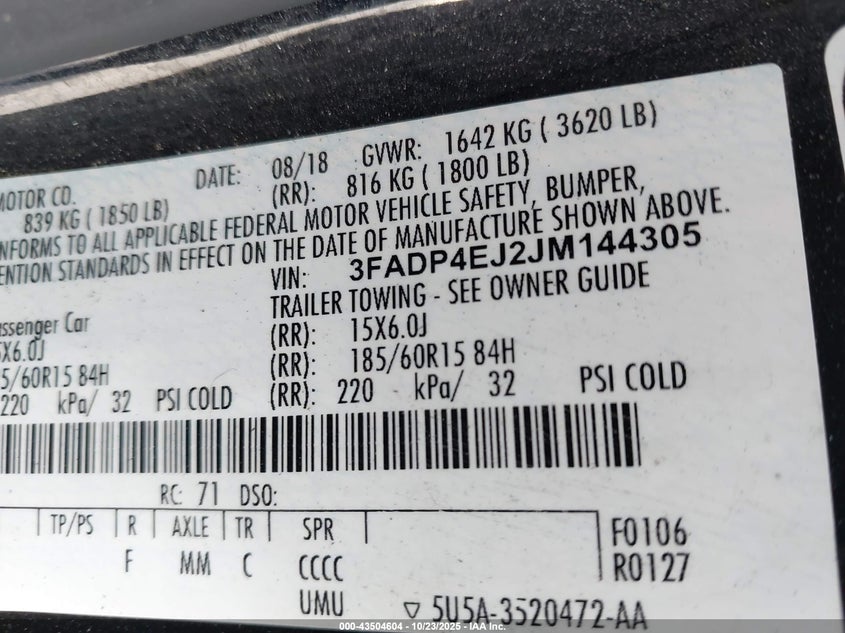 MOTOR CO. DATE: 08/18 GVWR: 1642 KG ( 3620 LB)
839 KG ( 1850 LB) (RR): 816 KG ( 1800 LB)
NFORMS TO ALL APPLICABLE FEDERAL MOTOR VEHICLE SAFETY, BUMPER,
ENTION STANDARDS IN EFFECT ON THE DATE OF MANUFACTURE SHOWN ABOVE.
VIN: 3FADP4EJ2JM144305
TRAILER TOWING - SEE OWNER GUIDE
assenger Car
5X6.0J (RR): 15X6.0J
5/60R15 84H (RR): 185/60R15 84H
220 kPa/ 32 PSI COLD (RR): 220 kPa/ 32 PSI COLD
RC: 71 DSO:
TP/PS R AXLE TR SPR F0106
F MM C CCCC R0127
UMU 5U5A-3520472-AA
000-43504604 | 10/23/2025 - IAA Inc.